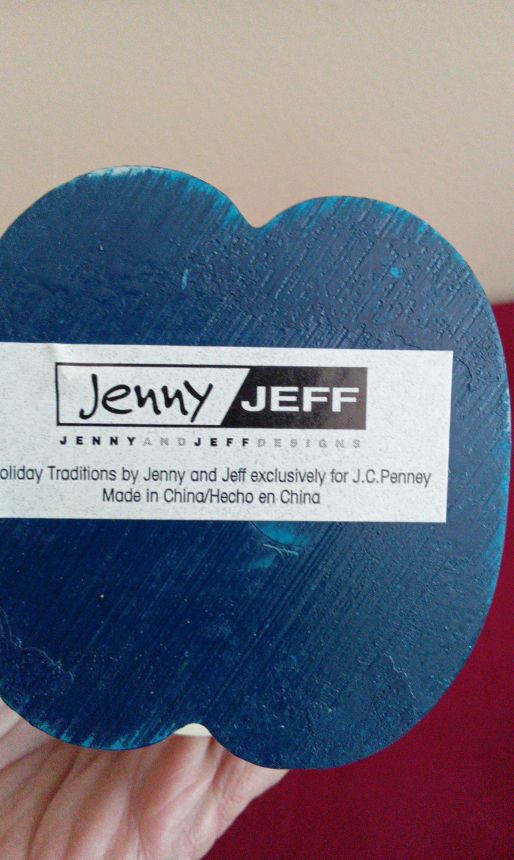 Jenny JEFF
JENNYANDJEFFDESIGNS
oliday Traditions by Jenny and Jeff exclusively for J.C.Penney
Made in China/Hecho en China